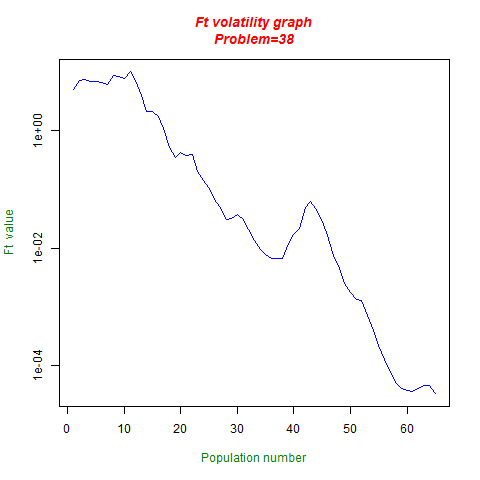 Ft volatility graph
Problem=38
Ft value
1e+00
1e-02
1e-04
0 10 20 30 40 50 60
Population number